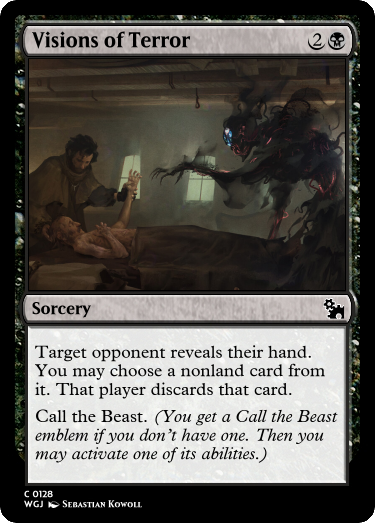 Visions of Terror 2
Sorcery
Target opponent reveals their hand.
You may choose a nonland card from
it. That player discards that card.
Call the Beast. (You get a Call the Beast
emblem if you don't have one. Then you
may activate one of its abilities.)
C 0128
WGJ Sebastian Kowoll